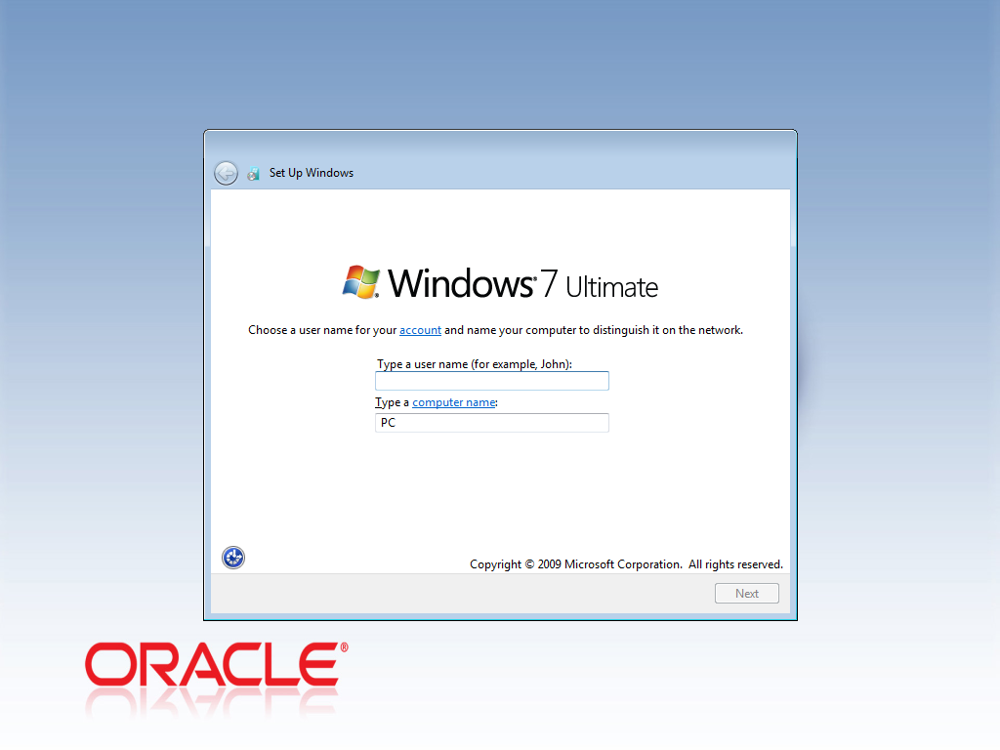 Set Up Windows
Windows® 7 Ultimate
Choose a user name for your account and name your computer to distinguish it on the network.
Type a user name (for example, John):
Type a computer name:
PC
Copyright © 2009 Microsoft Corporation. All rights reserved.
Next
ORACLE®